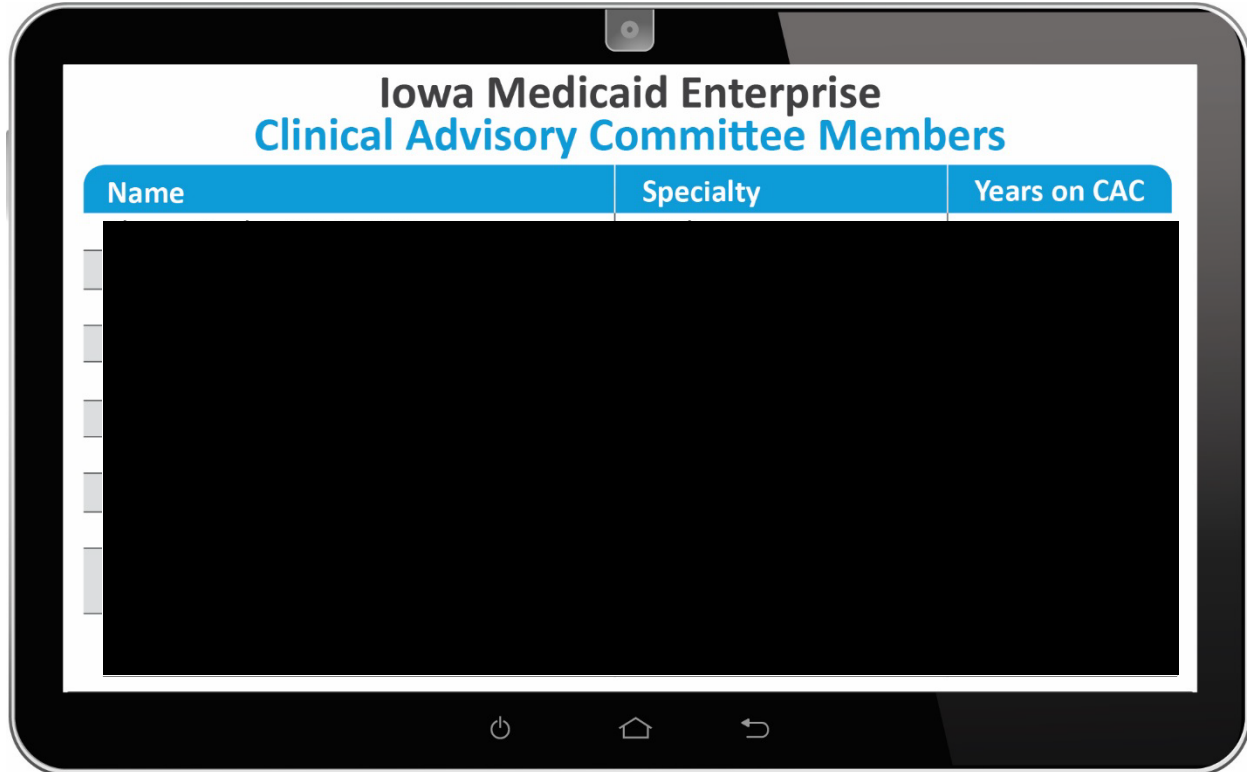 Iowa Medicaid Enterprise
Clinical Advisory Committee Members
Name Specialty Years on CAC